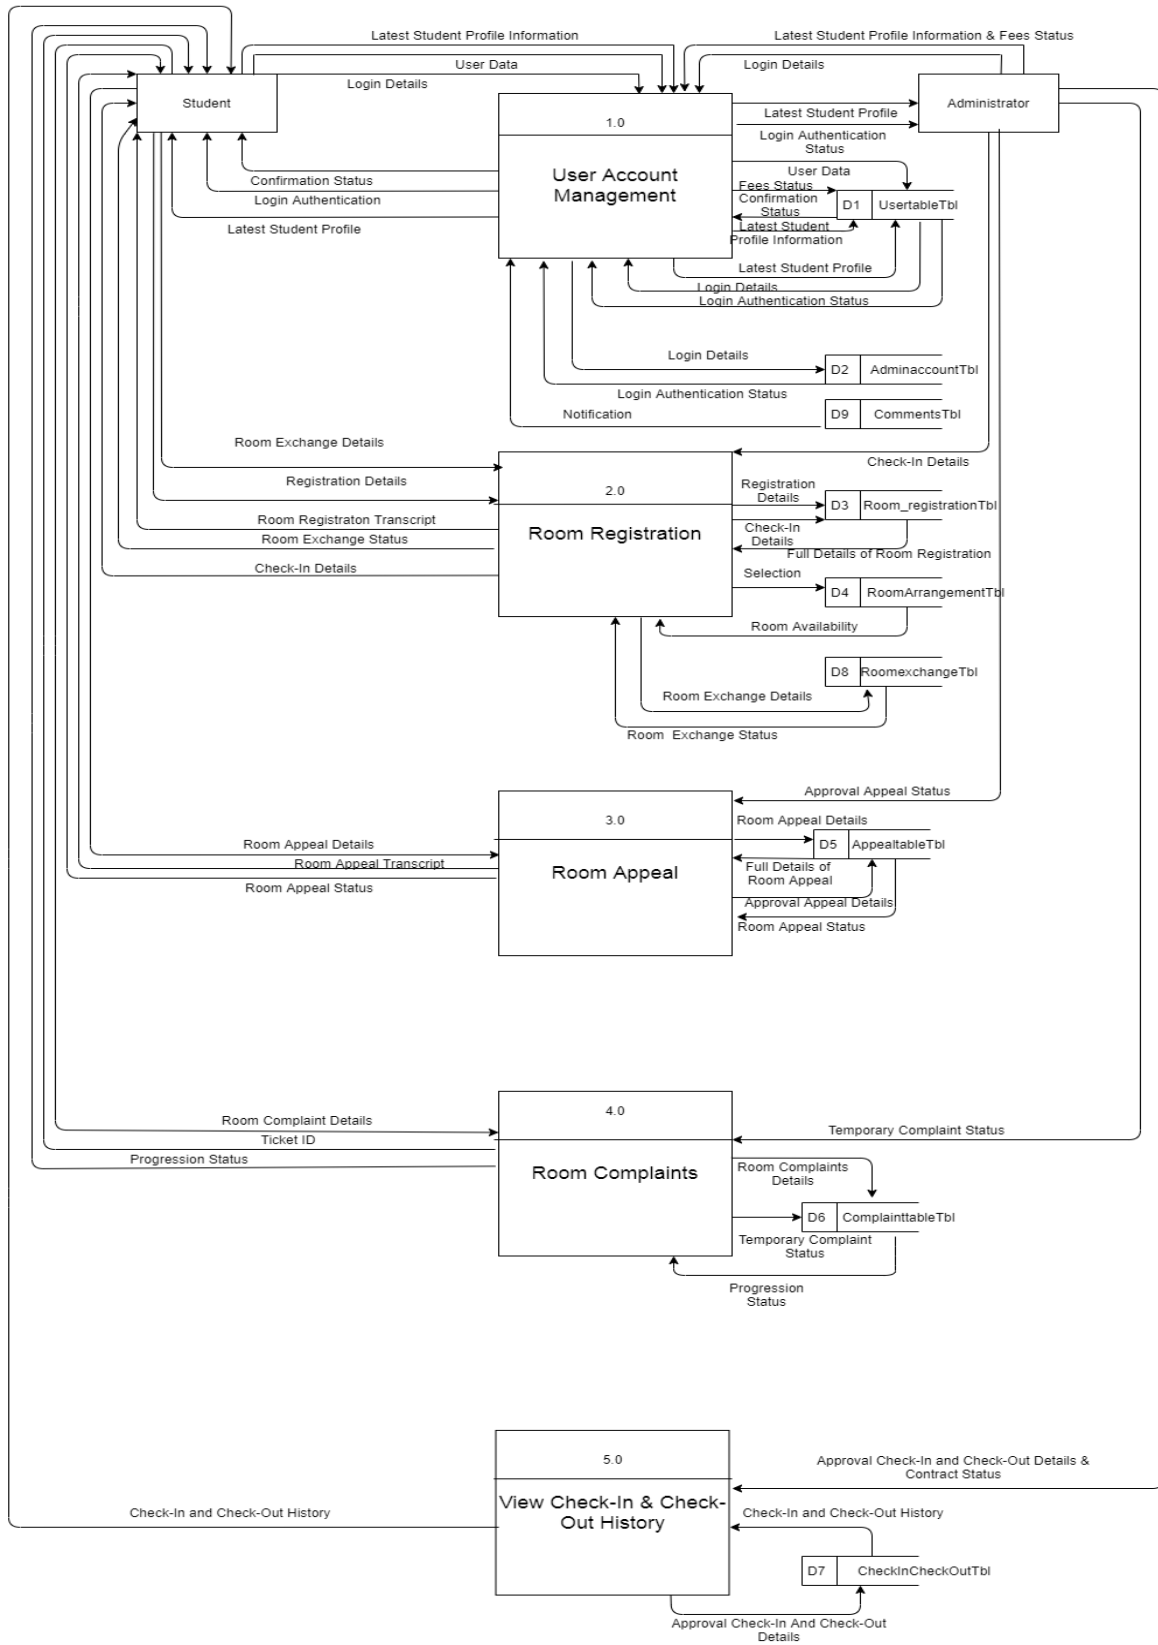 Latest Student Profile Information
Latest Student Profile Information & Fees Status
User Data
Login Details
Login Details
Student
Administrator
1.0
User Account
Management
Latest Student Profile
Login Authentication
Status
User Data
Fees Status
Confirmation
Status
D1
UsertableTbl
Latest Student
Profile Information
Confirmation Status
Login Authentication
Latest Student Profile
Latest Student Profile
Login Details
Login Authentication Status
Login Details
D2
AdminaccountTbl
Login Authentication Status
Notification
D9
CommentsTbl
Room Exchange Details
Check-In Details
Registration Details
2.0
Room Registration
Registration
Details
D3
Room_registrationTbl
Room Registraton Transcript
Check-In
Details
Room Exchange Status
Full Details of Room Registration
Check-In Details
Selection
D4
RoomArrangementTbl
Room Availability
D8
RoomexchangeTbl
Room Exchange Details
Room Exchange Status
Approval Appeal Status
3.0
Room Appeal
Room Appeal Details
Room Appeal Details
D5
AppealtableTbl
Room Appeal Transcript
Full Details of
Room Appeal
Room Appeal Status
Approval Appeal Details
Room Appeal Status
4.0
Room Complaints
Room Complaint Details
Temporary Complaint Status
Ticket ID
Progression Status
Room Complaints
Details
D6
ComplainttableTbl
Temporary Complaint
Status
Progression
Status
5.0
View Check-In & Check-
Out History
Approval Check-In and Check-Out Details &
Contract Status
Check-In and Check-Out History
Check-In and Check-Out History
D7
CheckInCheckOutTbl
Approval Check-In And Check-Out
Details